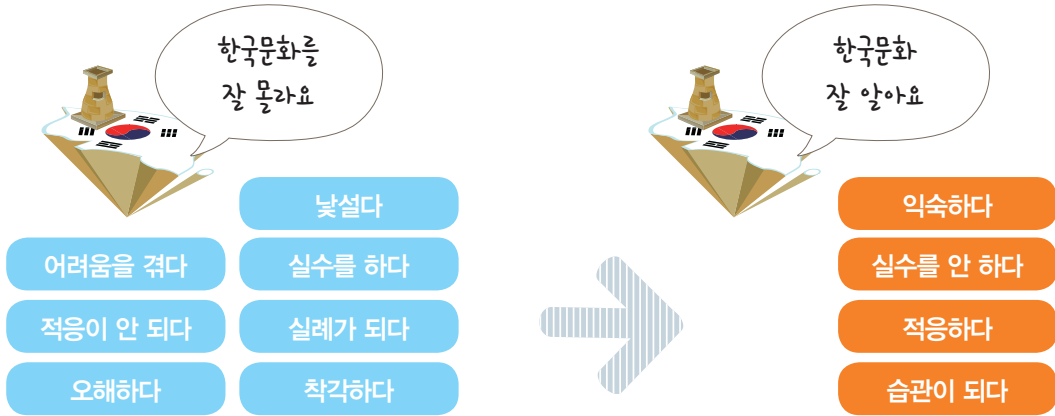 한국문화를
잘 몰라요
낯설다
어려움을 겪다
실수를 하다
적응이 안 되다
실례가 되다
오해하다
착각하다
한국문화
잘 알아요
익숙하다
실수를 안 하다
적응하다
습관이 되다